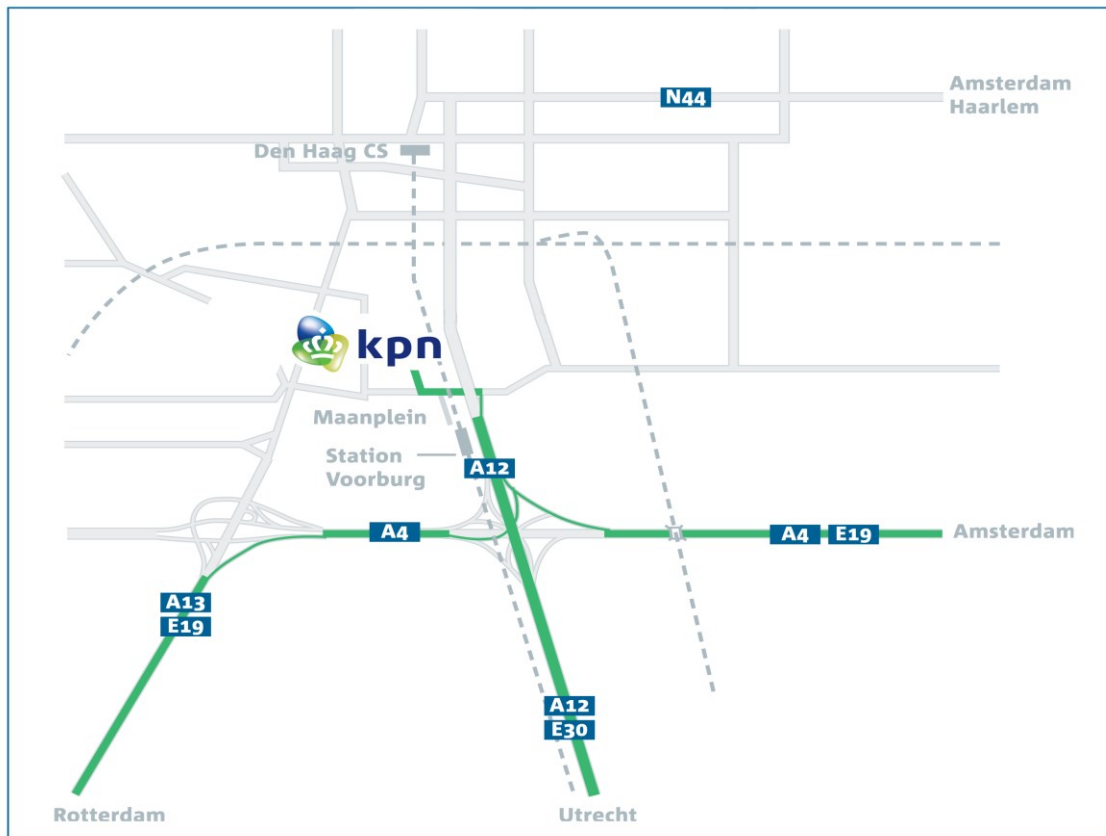 Amsterdam
Haarlem
N44
Den Haag CS
kpn
Maanplein
Station
Voorburg
A12
A4
A4
E19
Amsterdam
A13
E19
A12
E30
Rotterdam
Utrecht